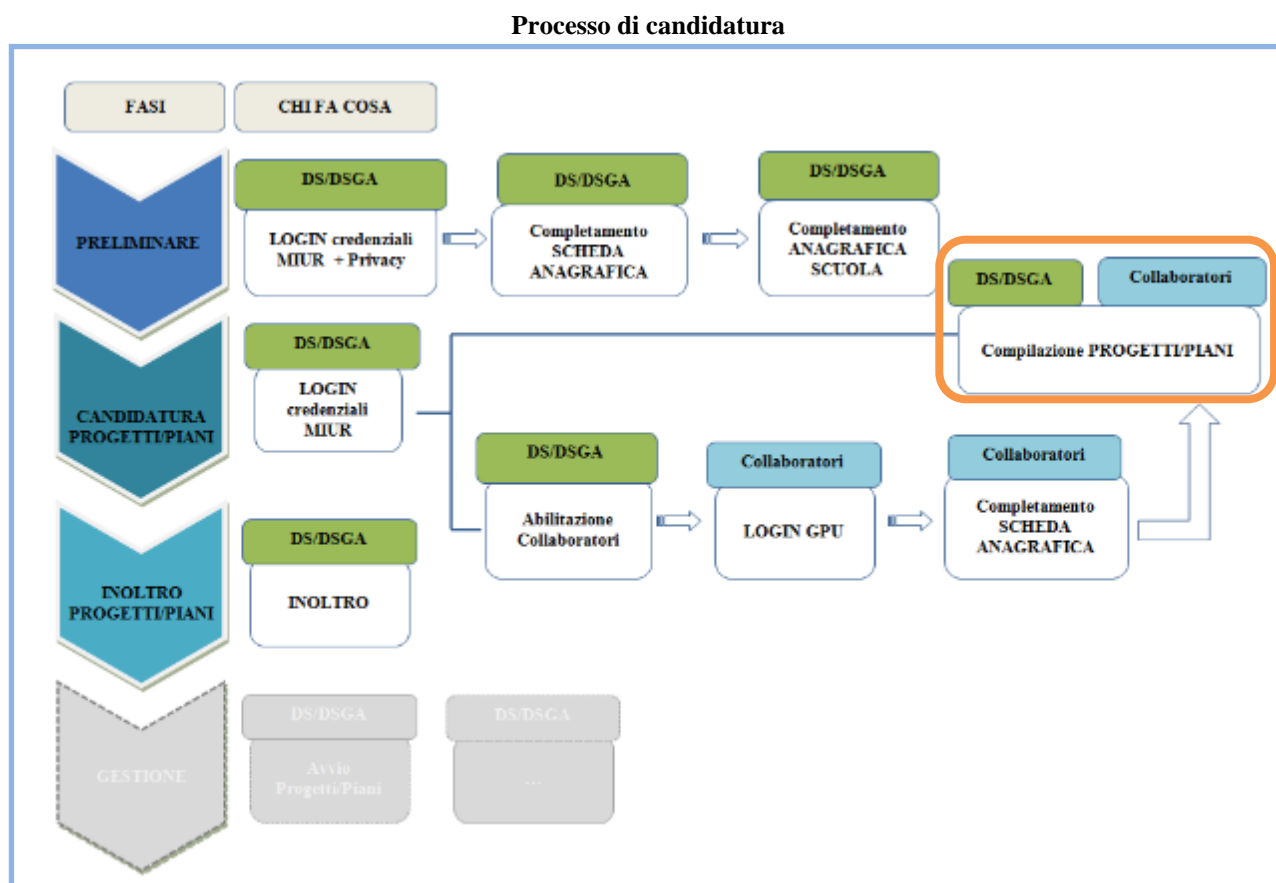 Processo di candidatura
FASI
CHI FA COSA
PRELIMINARE
DS/DSGA
LOGIN credenziali
MIUR + Privacy
DS/DSGA
Completamento
SCHEDA
ANAGRAFICA
DS/DSGA
Completamento
ANAGRAFICA
SCUOLA
DS/DSGA
Collaboratori
Compilazione PROGETTI/PIANI
CANDIDATURA
PROGETTI/PIANI
DS/DSGA
LOGIN
credenziali
MIUR
DS/DSGA
Abilitazione
Collaboratori
Collaboratori
LOGIN GPU
Collaboratori
Completamento
SCHEDA
ANAGRAFICA
INOLTRO
PROGETTI/PIANI
DS/DSGA
INOLTRO
GESTIONE
DS/DSGA
Avvio
Progetti/Piani
DS/DSGA
...